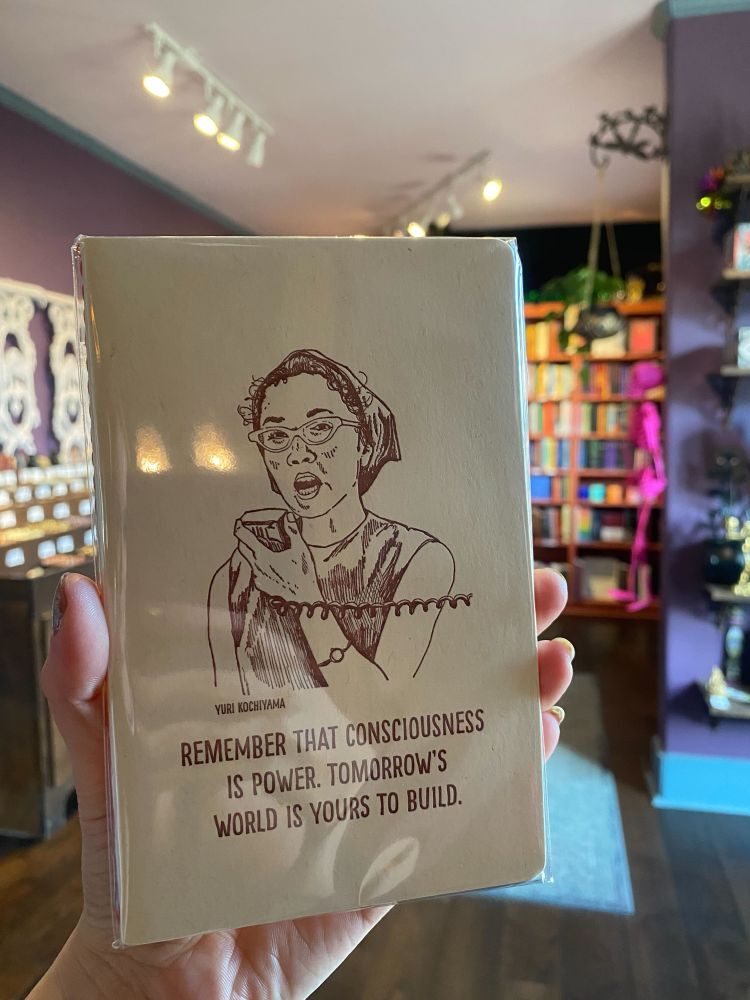 YURI KOCHIYAMA
REMEMBER THAT CONSCIOUSNESS
IS POWER. TOMORROW'S
WORLD IS YOURS TO BUILD.